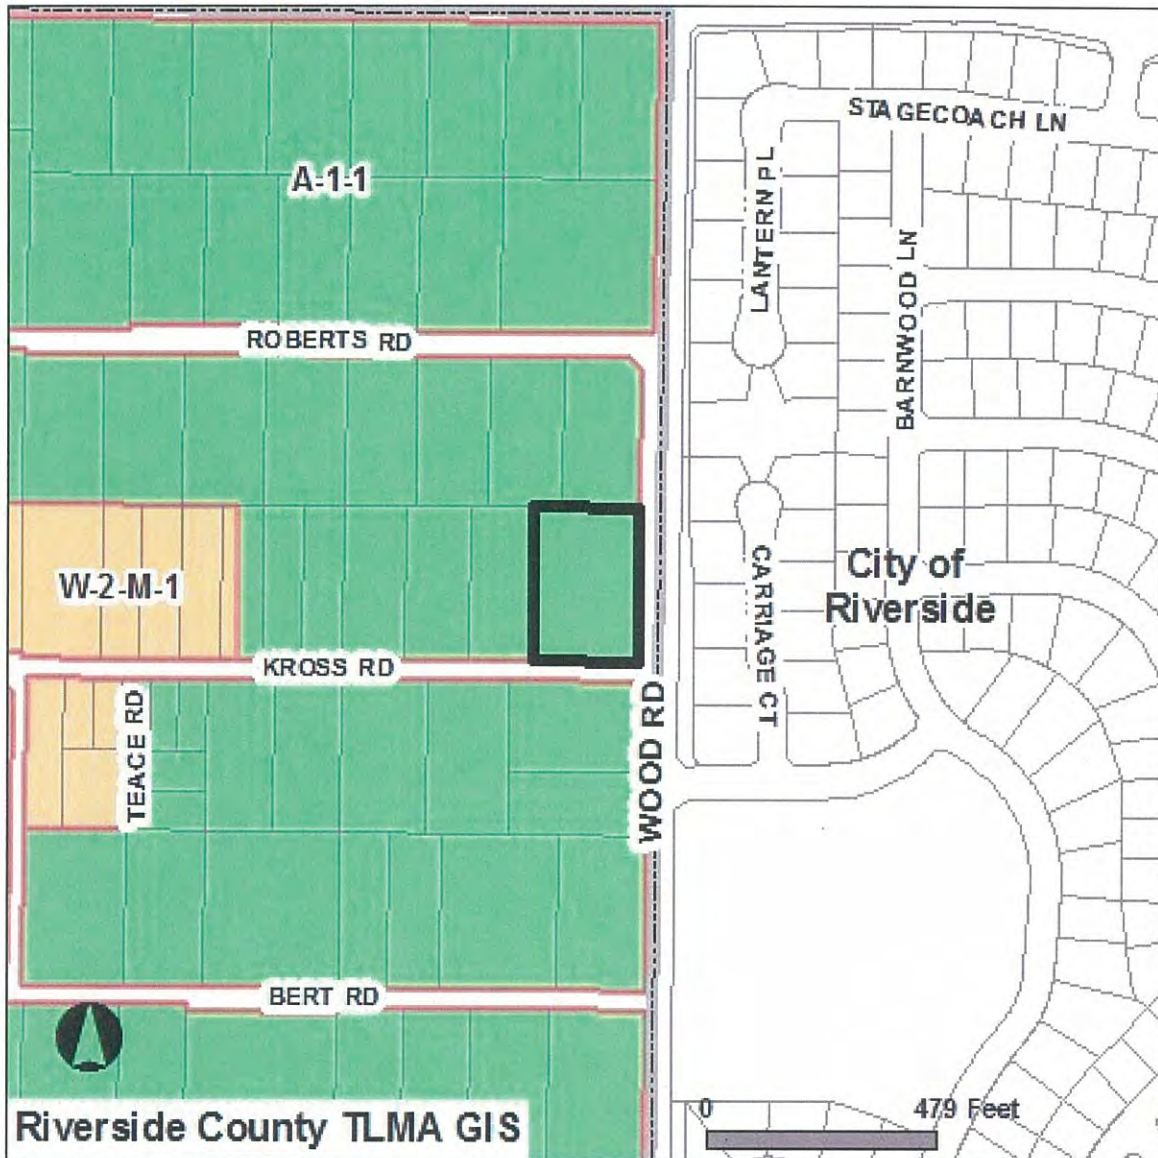 STAGECOACH LN
A-1-1
LANTERN PL
BARNWOOD LN
ROBERTS RD
W-2-M-1
City of
Riverside
CARRIAGE CT
KROSS RD
TEACE RD
WOOD RD
BERT RD
0 479 Feet
Riverside County TLMA GIS